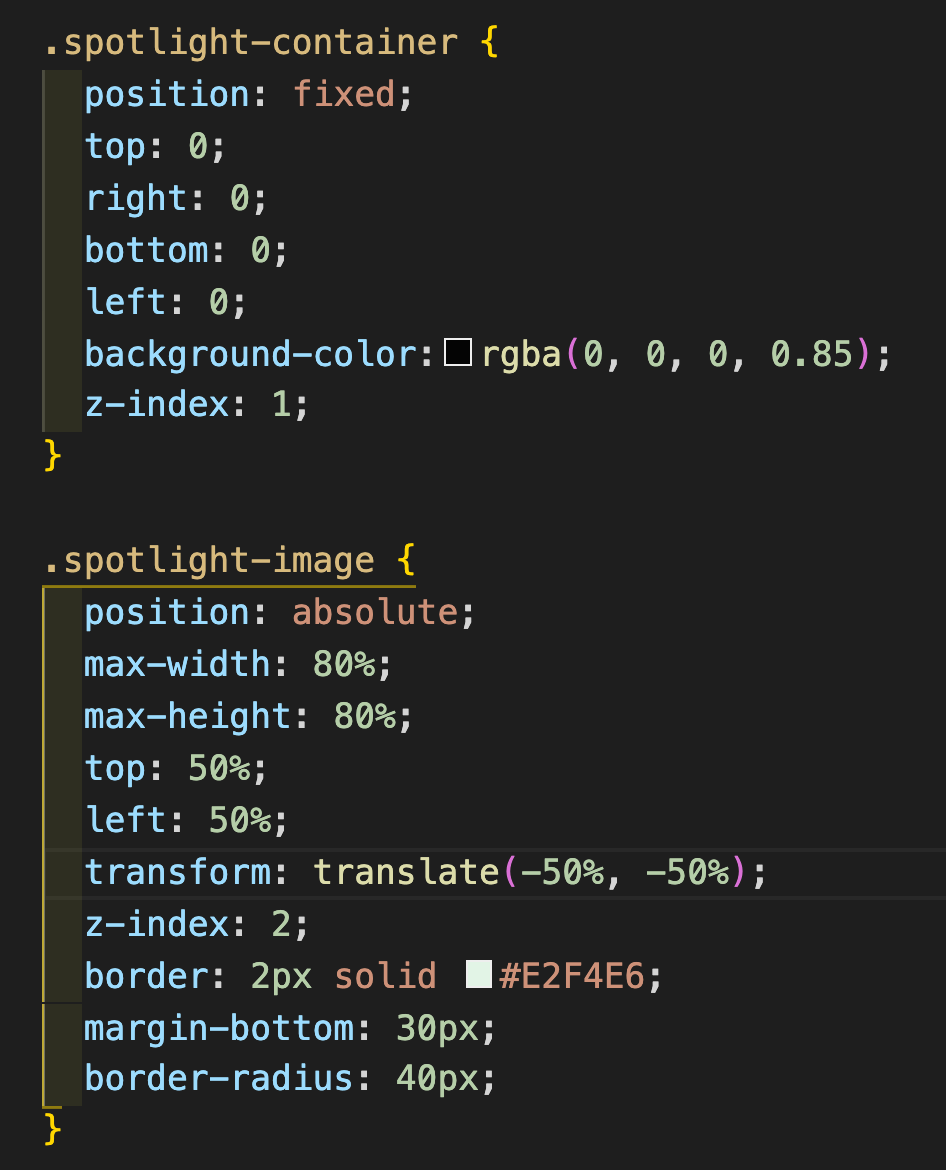 .spotlight-container {
position: fixed;
top: 0;
right: 0;
bottom: 0;
left: 0;
background-color: rgba(0, 0, 0, 0.85);
z-index: 1;
}
.spotlight-image {
position: absolute;
max-width: 80%;
max-height: 80%;
top: 50%;
left: 50%;
transform: translate(-50%, -50%);
z-index: 2;
border: 2px solid #E2F4E6;
margin-bottom: 30px;
border-radius: 40px;
}